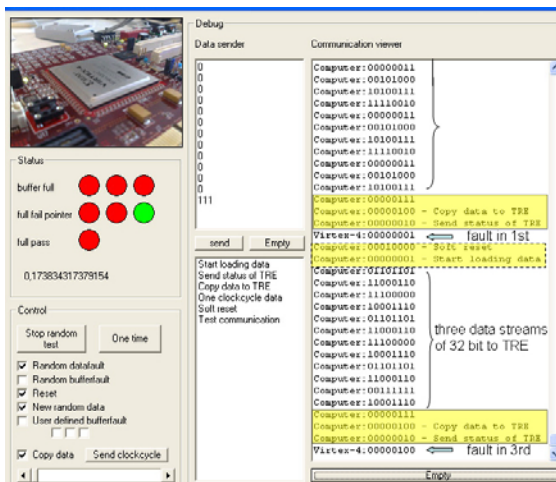 Debug
Data sender
Communication viewer
0
0
0
0
0
0
0
0
0
0
0
111
send
Empty
Start loading data
Send status of TRE
Copy data to TRE
One clockcycle data
Soft reset
Test communication
Computer:00000011
Computer:00101000
Computer:10100111
Computer:11110010
Computer:00000011
Computer:00101000
Computer:10100111
Computer:11110010
Computer:00000011
Computer:00101000
Computer:10100111
Computer:00000111
Computer:00000100 - Copy data to TRE
Computer:00000010 - Send status of TRE
Virtex-4:00000001
fault in 1st
Computer:00010000 - Soft reset
Computer:00000001 - Start loading data
Computer:01101101
Computer:11000110
Computer:11100000
Computer:10001110
Computer:01101101
Computer:11000110
Computer:11100000
Computer:10001110
Computer:01101101
Computer:11000110
Computer:00111111
Computer:10001110
three data streams
of 32 bit to TRE
Computer:00000111
Computer:00000100 - Copy data to TRE
Computer:00000010 - Send status of TRE
Virtex-4:00000100
fault in 3rd
Empty
Status
buffer full
full fail pointer
full pass
0,173834317379154
Control
Stop random
test
One time
Random datafault
Random bufferfault
Reset
New random data
User defined bufferfault
Copy data
Send clockcycle